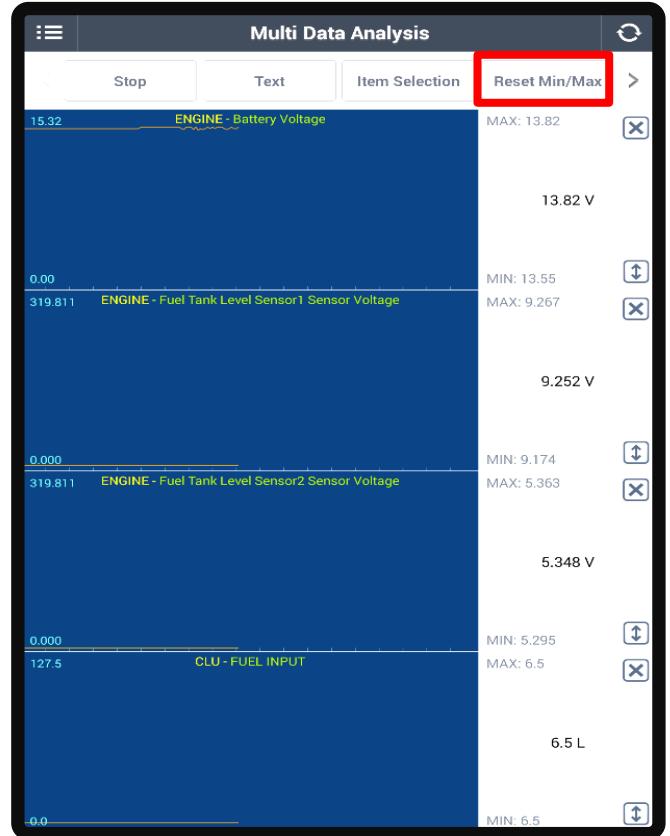 Multi Data Analysis
Stop Text Item Selection Reset Min/Max >
15.32 ENGINE - Battery Voltage MAX: 13.82
13.82 V
0.00 MIN: 13.55
319.811 ENGINE - Fuel Tank Level Sensor1 Sensor Voltage MAX: 9.267
9.252 V
0.000 MIN: 9.174
319.811 ENGINE - Fuel Tank Level Sensor2 Sensor Voltage MAX: 5.363
5.348 V
0.000 MIN: 5.295
127.5 CLU - FUEL INPUT MAX: 6.5
6.5 L
0.0 MIN: 6.5